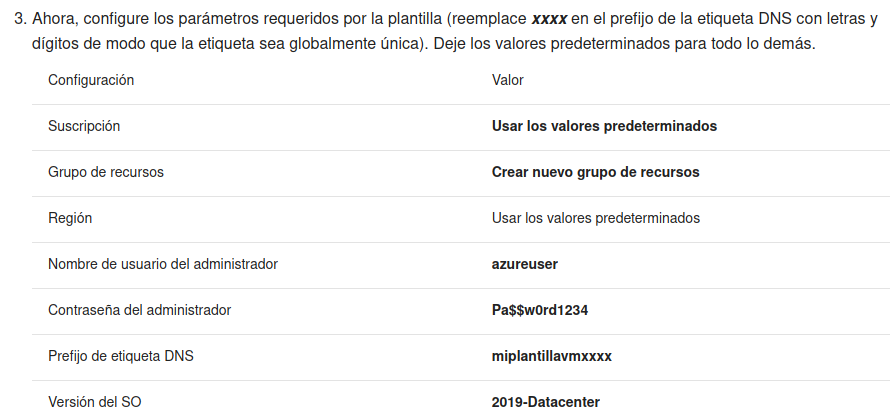 3. Ahora, configure los parámetros requeridos por la plantilla (reemplace xxxx en el prefijo de la etiqueta DNS con letras y
dígitos de modo que la etiqueta sea globalmente única). Deje los valores predeterminados para todo lo demás.
Configuración Valor
Suscripción Usar los valores predeterminados
Grupo de recursos Crear nuevo grupo de recursos
Región Usar los valores predeterminados
Nombre de usuario del administrador azureuser
Contraseña del administrador Pa$$w0rd1234
Prefijo de etiqueta DNS miplantillavmxxxx
Versión del SO 2019-Datacenter